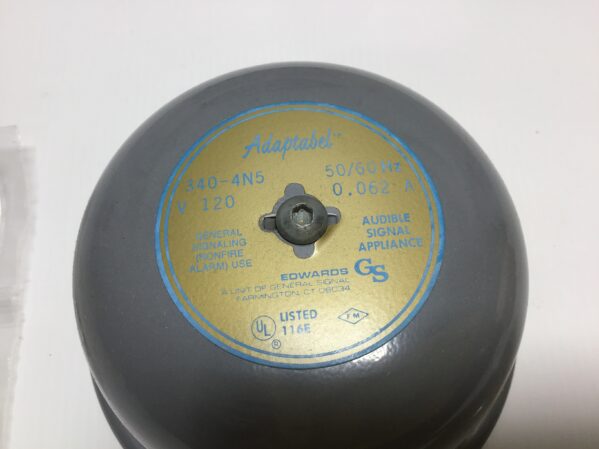 Adaptabel™
340-4N5
50/60Hz
V 120
0.062 A
GENERAL
SIGNALING
(NONFIRE
ALARM) USE
AUDIBLE
SIGNAL
APPLIANCE
EDWARDS GS
A UNIT OF GENERAL SIGNAL
FARMINGTON, CT 06034
UL ® LISTED
116E
FM